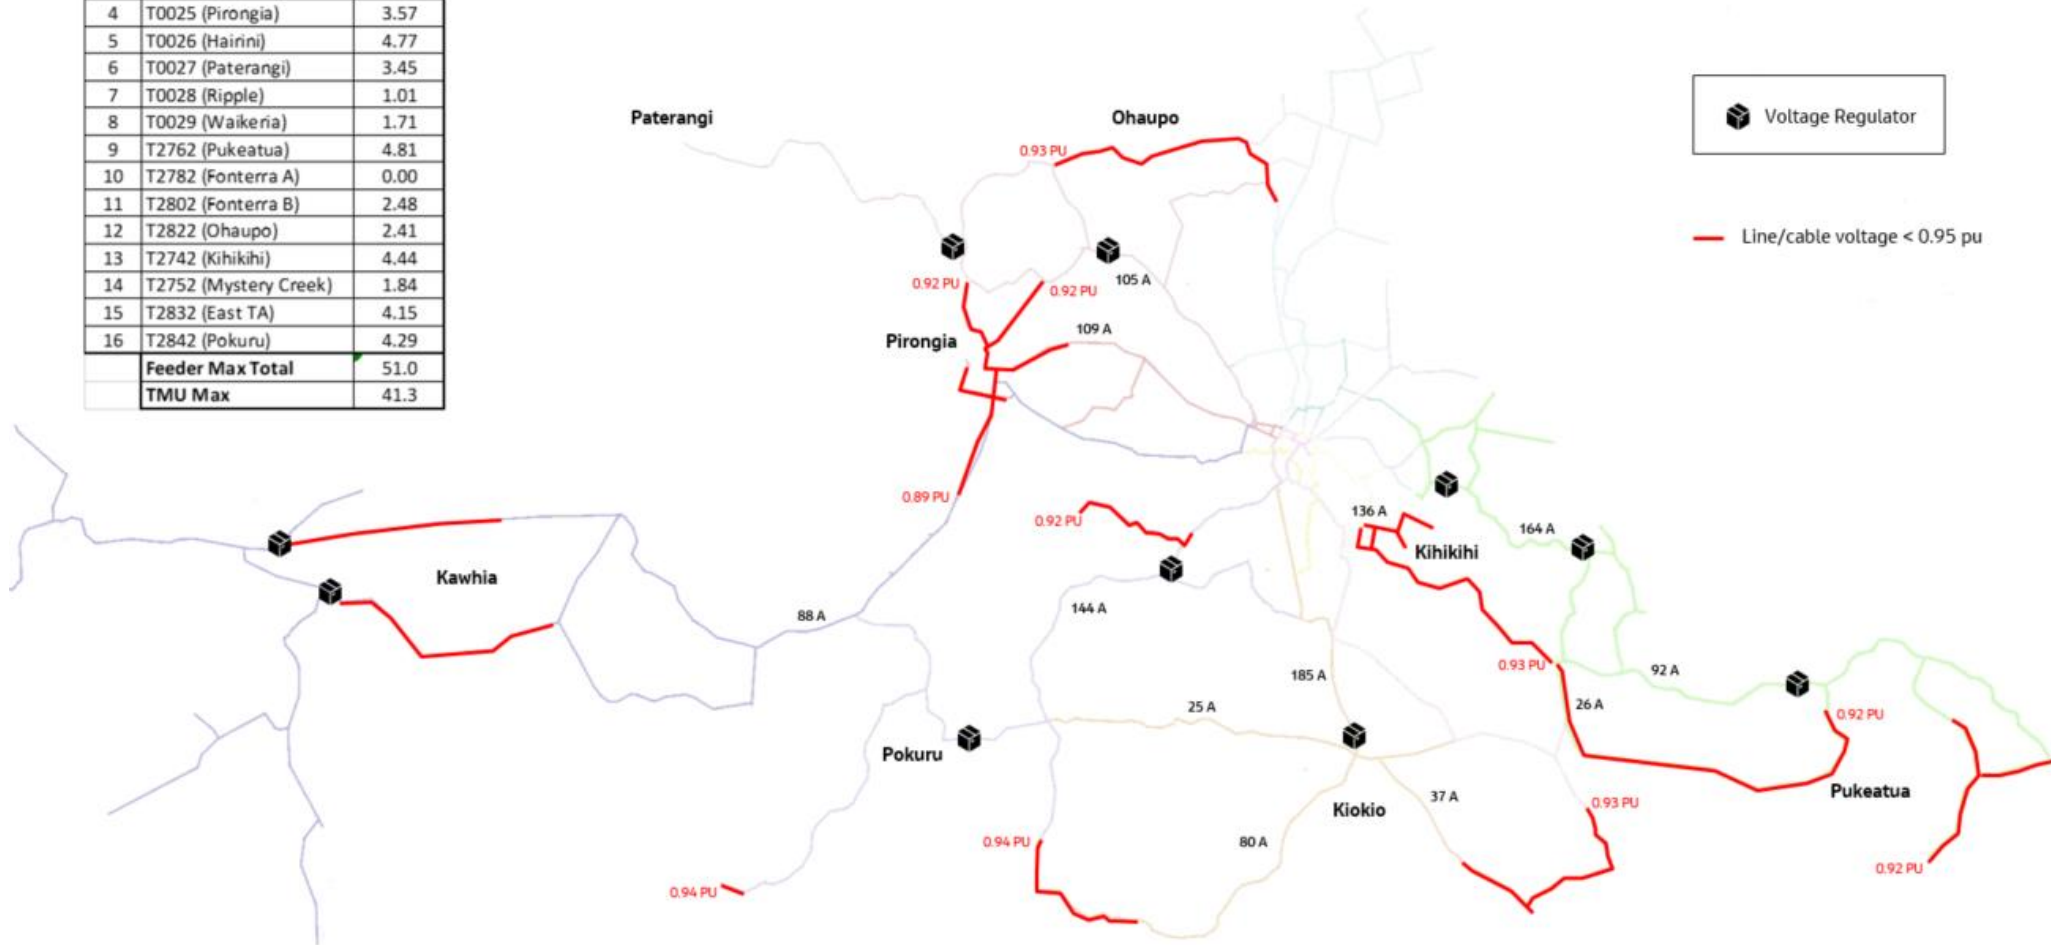 4 T0025 (Pirongia) 3.57
5 T0026 (Hairini) 4.77
6 T0027 (Paterangi) 3.45
7 T0028 (Ripple) 1.01
8 T0029 (Waikeria) 1.71
9 T2762 (Pukeatua) 4.81
10 T2782 (Fonterra A) 0.00
11 T2802 (Fonterra B) 2.48
12 T2822 (Ohaupo) 2.41
13 T2742 (Kihikihi) 4.44
14 T2752 (Mystery Creek) 1.84
15 T2832 (East TA) 4.15
16 T2842 (Pokuru) 4.29
Feeder Max Total 51.0
TMU Max 41.3
Voltage Regulator
Line/cable voltage < 0.95 pu
Paterangi
Ohaupo
0.93 PU
0.92 PU
0.92 PU
105 A
109 A
Pirongia
0.89 PU
0.92 PU
136 A
Kihikihi
164 A
Kawhia
88 A
144 A
0.93 PU
92 A
185 A
26 A
25 A
0.92 PU
Pokuru
Pukeatua
37 A
0.93 PU
Kiokio
0.94 PU
80 A
0.92 PU
0.94 PU